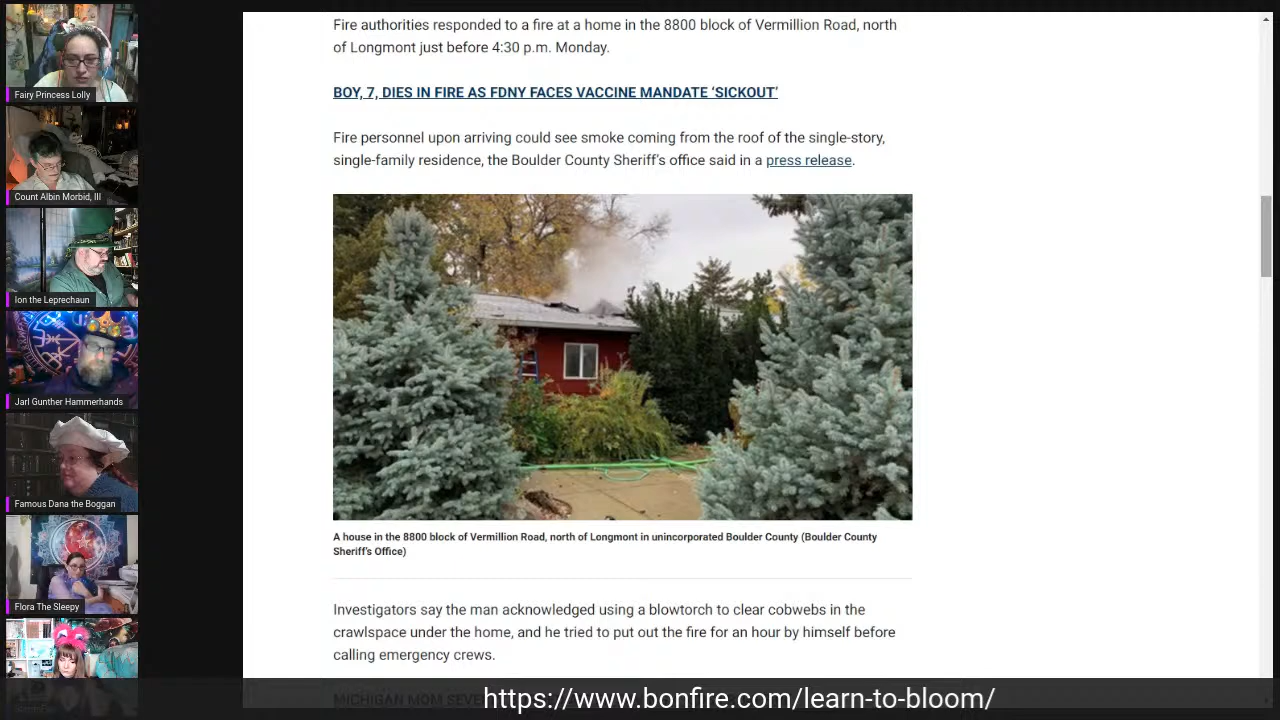 Fire authorities responded to a fire at a home in the 8800 block of Vermillion Road, north
of Longmont just before 4:30 p.m. Monday.
BOY, 7, DIES IN FIRE AS FDNY FACES VACCINE MANDATE ‘SICKOUT’
Fire personnel upon arriving could see smoke coming from the roof of the single-story,
single-family residence, the Boulder County Sheriff's office said in a press release.
A house in the 8800 block of Vermillion Road, north of Longmont in unincorporated Boulder County (Boulder County
Sheriff's Office)
Investigators say the man acknowledged using a blowtorch to clear cobwebs in the
crawlspace under the home, and he tried to put out the fire for an hour by himself before
calling emergency crews.
MICHIGAN MOM
https://www.bonfire.com/learn-to-bloom/
Fairy Princess Lolly
Count Albin Morbid, III
Ion the Leprechaun
Jarl Gunther Hammerhands
Famous Dana the Boggan
Flora The Sleepy